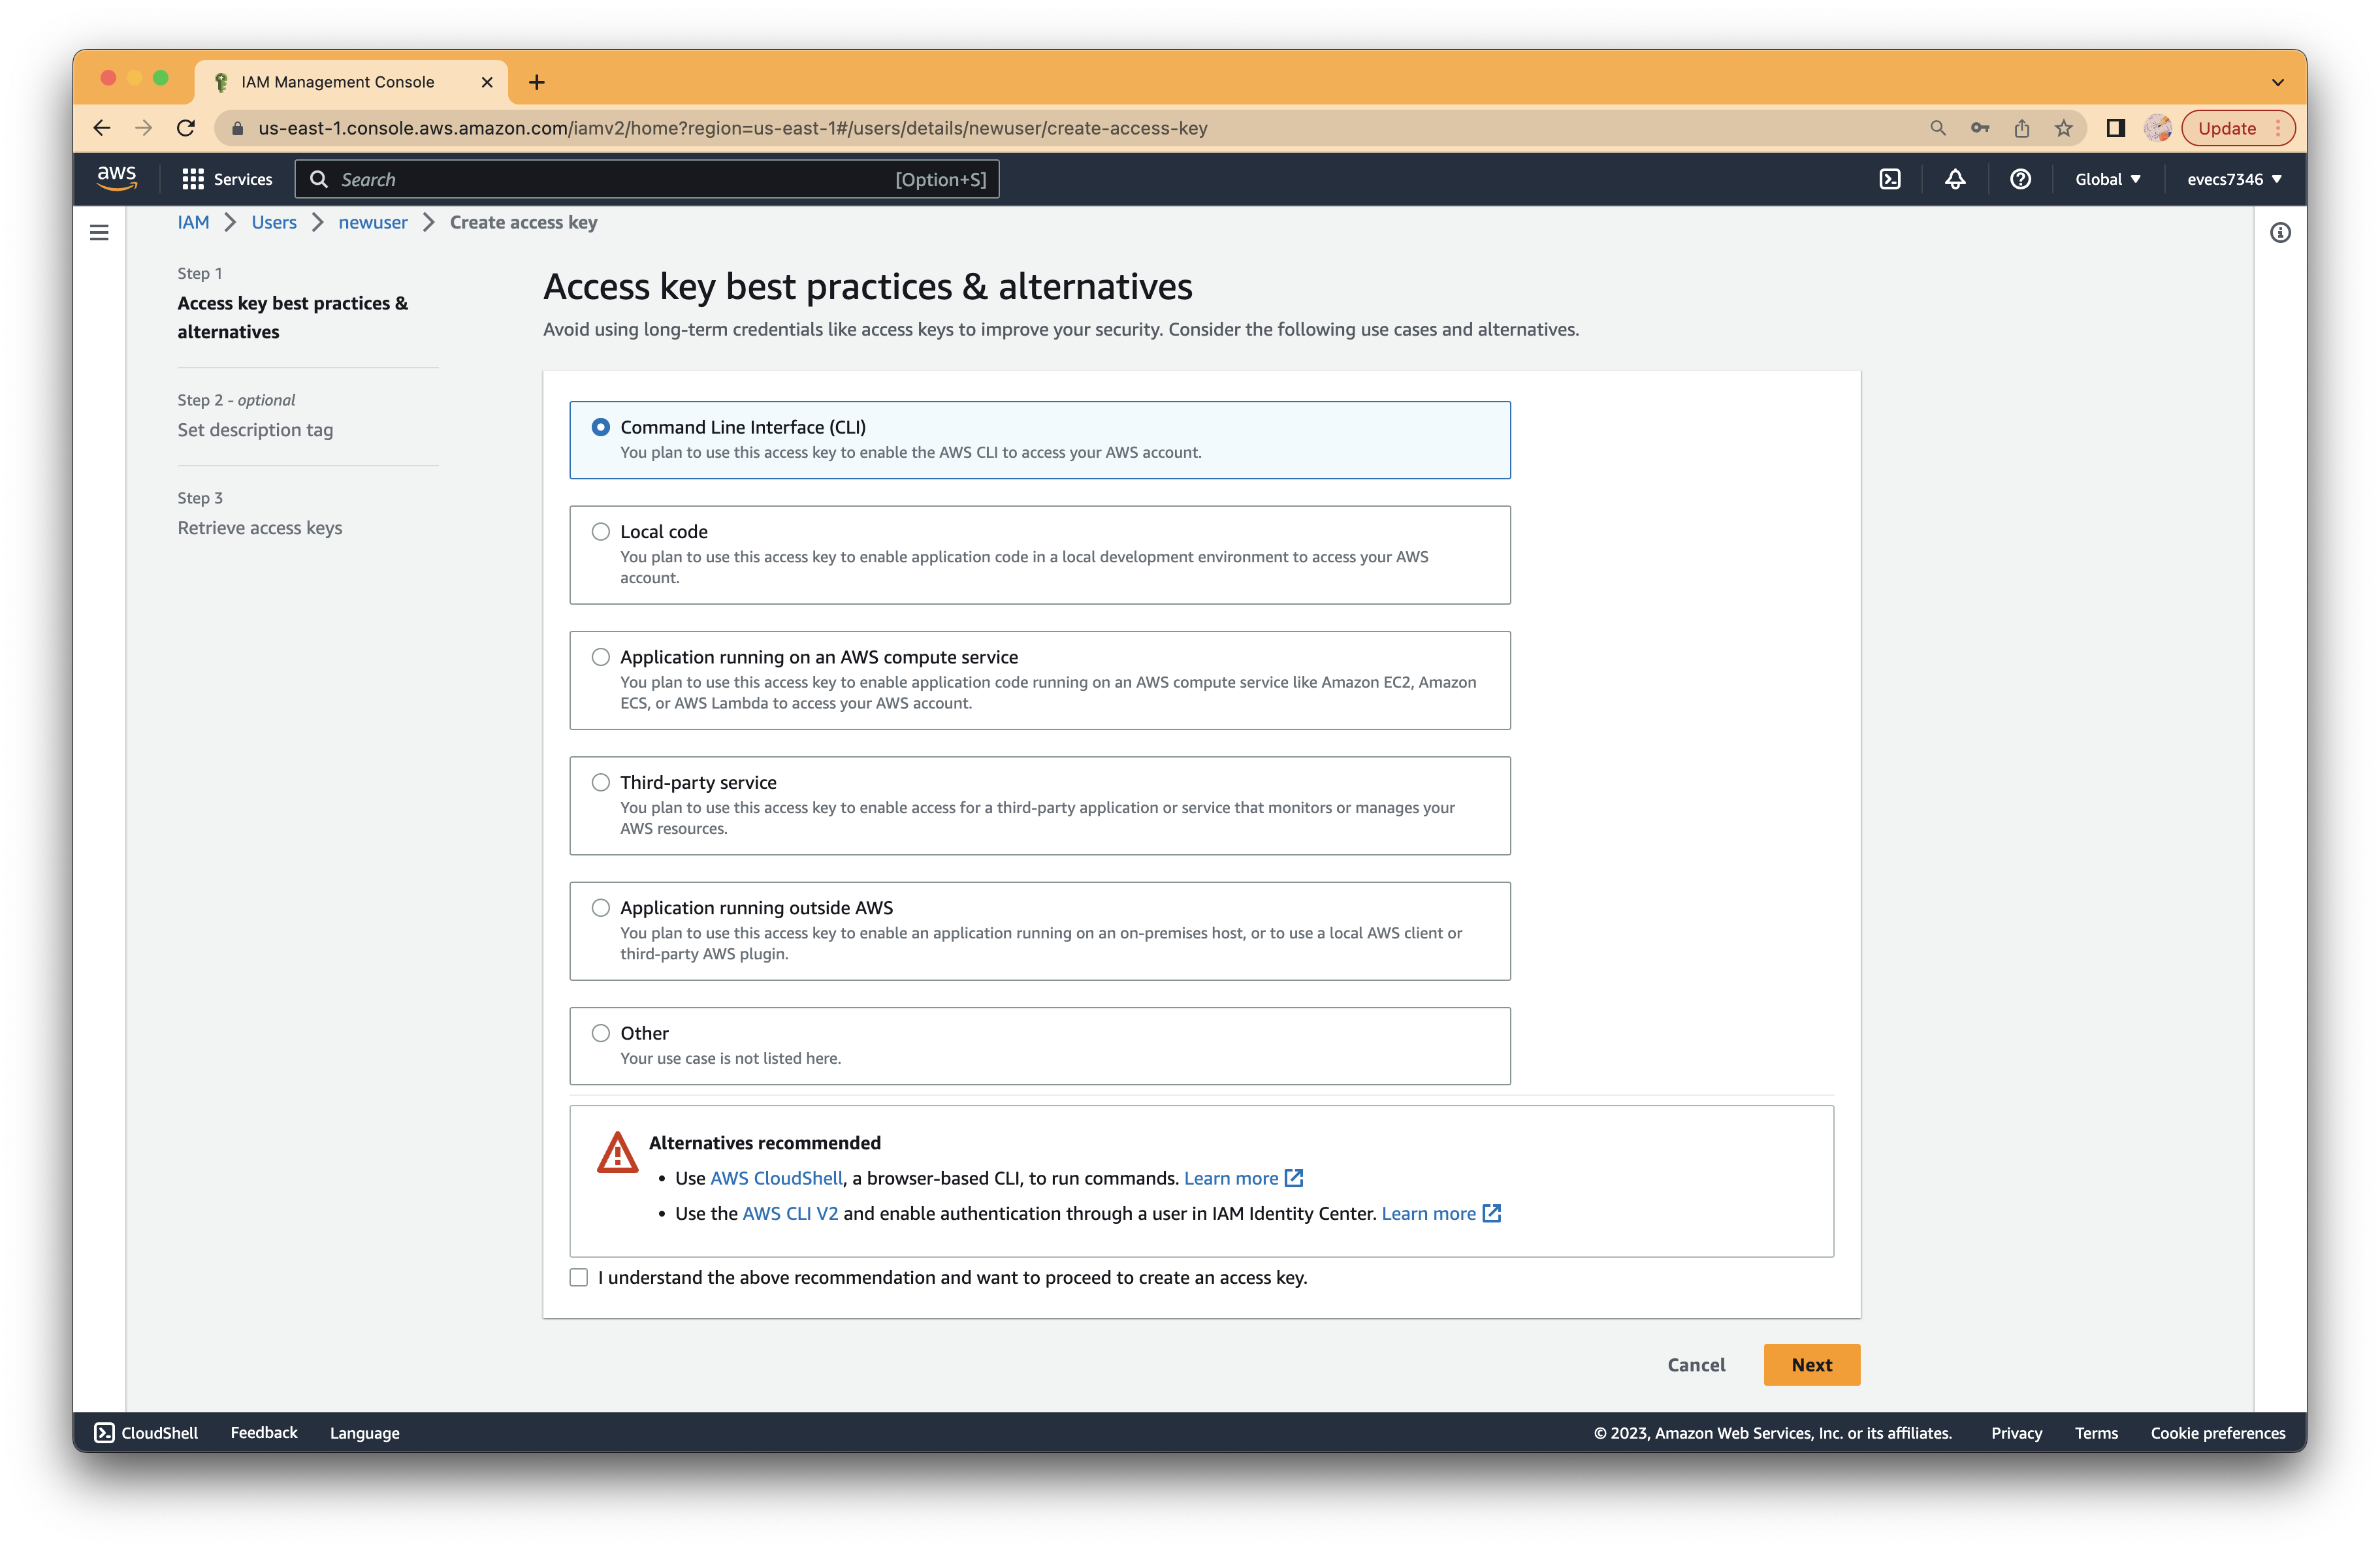 IAM Management Console
us-east-1.console.aws.amazon.com/iamv2/home?region=us-east-1#/users/details/newuser/create-access-key
Update
aws
Services
Search
[Option+S]
Global
evecs7346
IAM
Users
newuser
Create access key
Step 1
Access key best practices &
alternatives
Step 2 - optional
Set description tag
Step 3
Retrieve access keys
Access key best practices & alternatives
Avoid using long-term credentials like access keys to improve your security. Consider the following use cases and alternatives.
Command Line Interface (CLI)
You plan to use this access key to enable the AWS CLI to access your AWS account.
Local code
You plan to use this access key to enable application code in a local development environment to access your AWS
account.
Application running on an AWS compute service
You plan to use this access key to enable application code running on an AWS compute service like Amazon EC2, Amazon
ECS, or AWS Lambda to access your AWS account.
Third-party service
You plan to use this access key to enable access for a third-party application or service that monitors or manages your
AWS resources.
Application running outside AWS
You plan to use this access key to enable an application running on an on-premises host, or to use a local AWS client or
third-party AWS plugin.
Other
Your use case is not listed here.
Alternatives recommended
• Use AWS CloudShell, a browser-based CLI, to run commands. Learn more
• Use the AWS CLI V2 and enable authentication through a user in IAM Identity Center. Learn more
I understand the above recommendation and want to proceed to create an access key.
Cancel
Next
CloudShell
Feedback
Language
© 2023, Amazon Web Services, Inc. or its affiliates.
Privacy
Terms
Cookie preferences